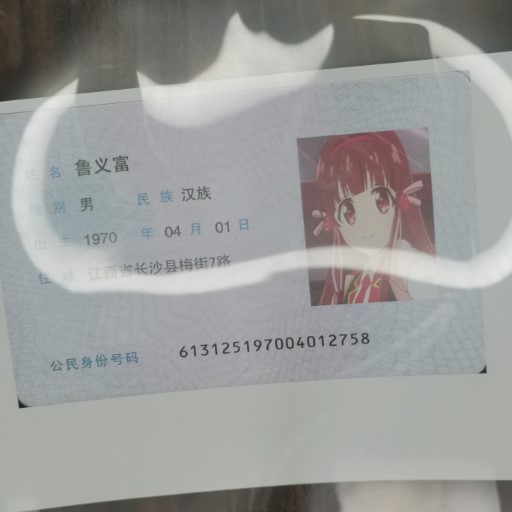 姓名 鲁义富
性别 男 民族 汉族
出生 1970 年 04 月 01 日
住址 江西省长沙县梅街7路
公民身份号码 613125197004012758